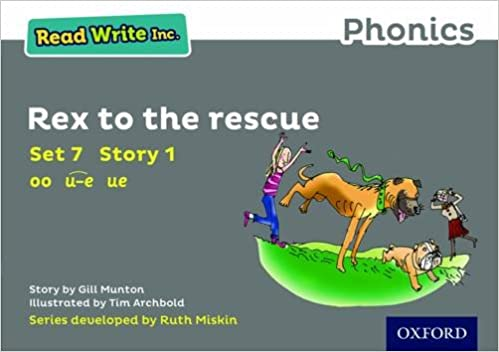 Read Write Inc.
Phonics
Rex to the rescue
Set 7 Story 1
oo u-e ue
Story by Gill Munton
Illustrated by Tim Archbold
Series developed by Ruth Miskin
OXFORD